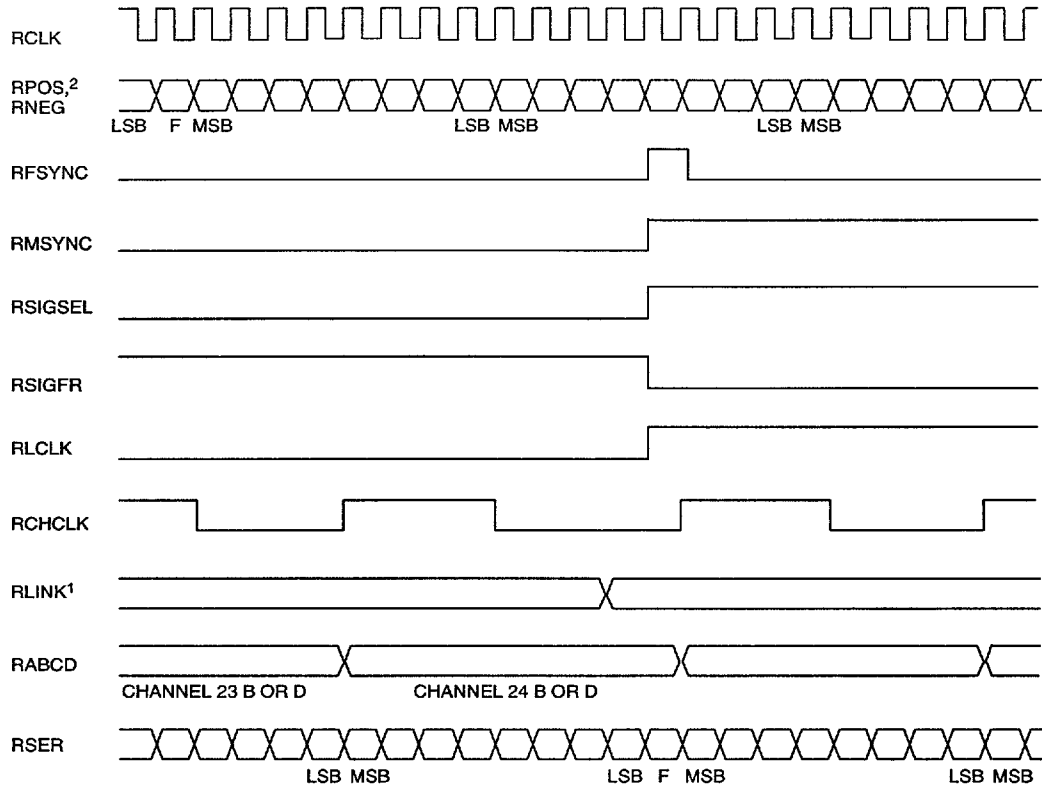 RCLK
RPOS,2
RNEG
LSB F MSB LSB MSB LSB MSB
RFSYNC
RMSYNC
RSIGSEL
RSIGFR
RLCLK
RCHCLK
RLINK1
RABCD
CHANNEL 23 B OR D CHANNEL 24 B OR D
RSER
LSB MSB LSB F MSB LSB MSB